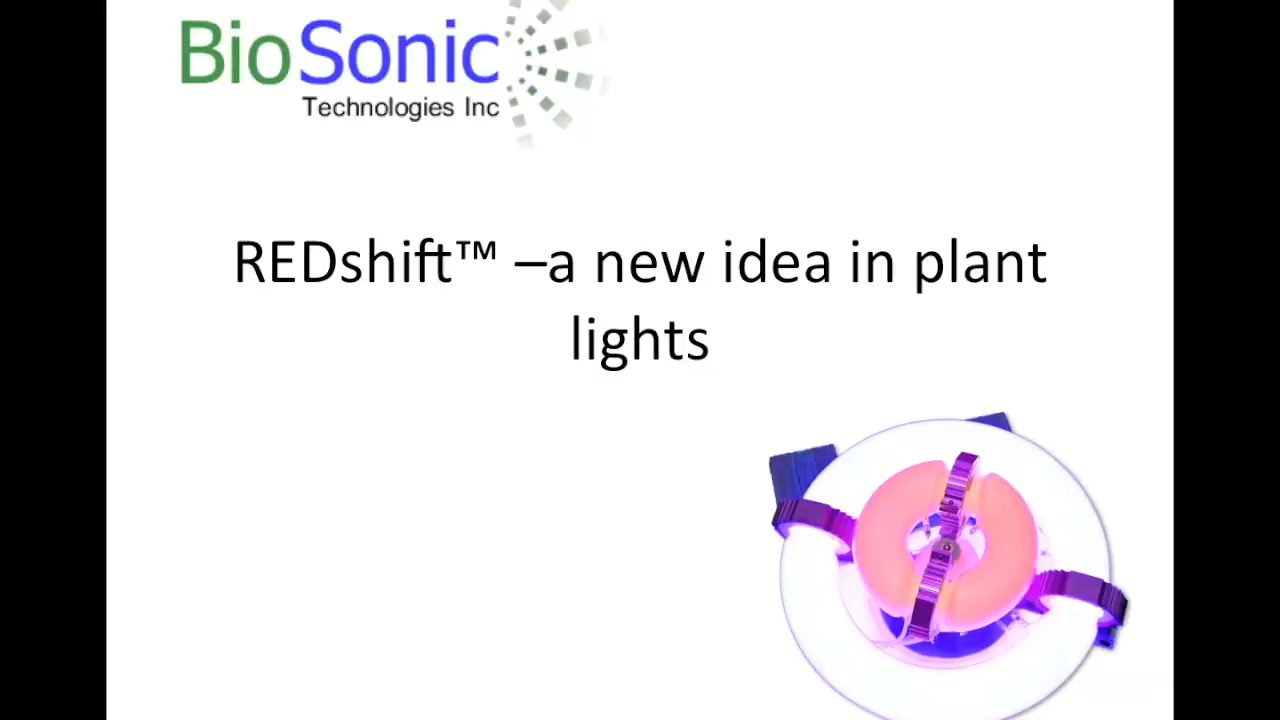 BioSonic
Technologies Inc
REDshift™ –a new idea in plant
lights